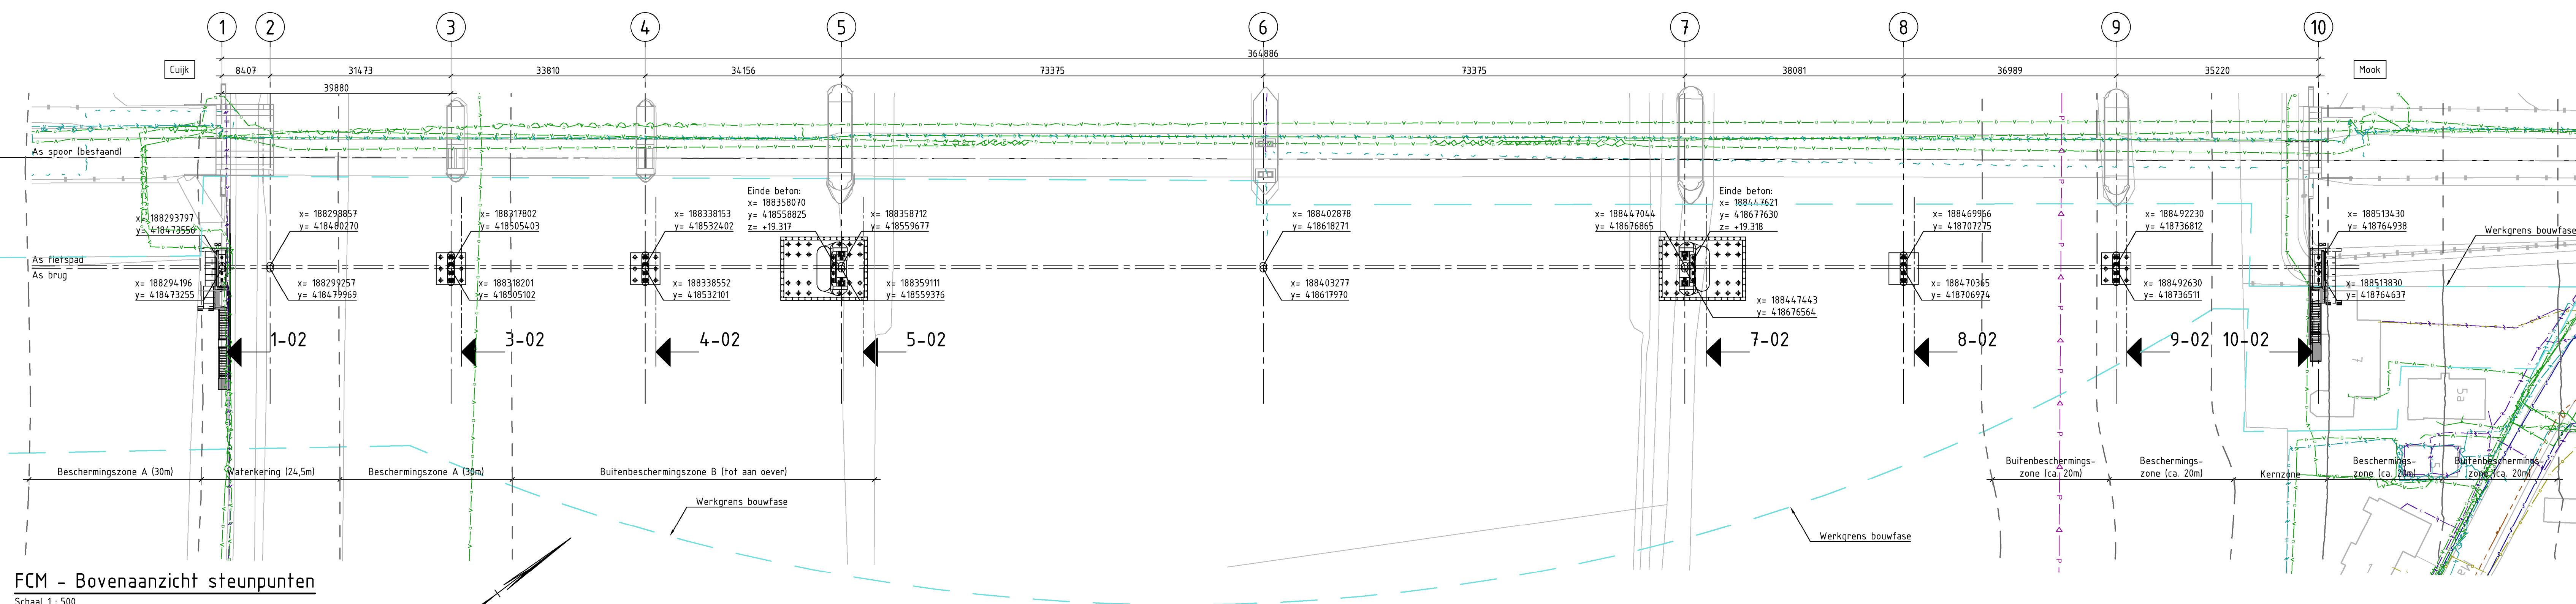 1
2
3
4
5
6
7
8
9
10
364886
Cuijk
8407
31473
33810
34156
73375
73375
38081
36989
35220
Mook
39880
As spoor (bestaand)
Einde beton:
x= 188358070
y= 418558825
z= +19.317
Einde beton:
x= 188447621
y= 418677630
z= +19.318
x= 188293797
y= 418473556
x= 188298857
y= 418480270
x= 188317802
y= 418505403
x= 188338153
y= 418532402
x= 188358712
y= 418559677
x= 188402878
y= 418618271
x= 188447044
y= 418676865
x= 188469966
y= 418707275
x= 188492230
y= 418736812
x= 188513430
y= 418764938
Werkgrens bouwfase
As fietspad
As brug
x= 188294196
y= 418473255
x= 188299257
y= 418479969
x= 188318201
y= 418505102
x= 188338552
y= 418532101
x= 188359111
y= 418559376
x= 188403277
y= 418617970
x= 188447443
y= 418676564
x= 188470365
y= 418706974
x= 188492630
y= 418736511
x= 188513830
y= 418764637
1-02
3-02
4-02
5-02
7-02
8-02
9-02
10-02
7
5a
Beschermingszone A (30m)
Waterkering (24,5m)
Beschermingszone A (30m)
Buitenbeschermingszone B (tot aan oever)
Buitenbeschermings-
zone (ca. 20m)
Beschermings-
zone (ca. 20m)
Kernzone
Beschermings-
zone (ca. 20m)
Buitenbeschermings-
zone (ca. 20m)
Werkgrens bouwfase
Werkgrens bouwfase
FCM - Bovenaanzicht steunpunten
Schaal 1 : 500